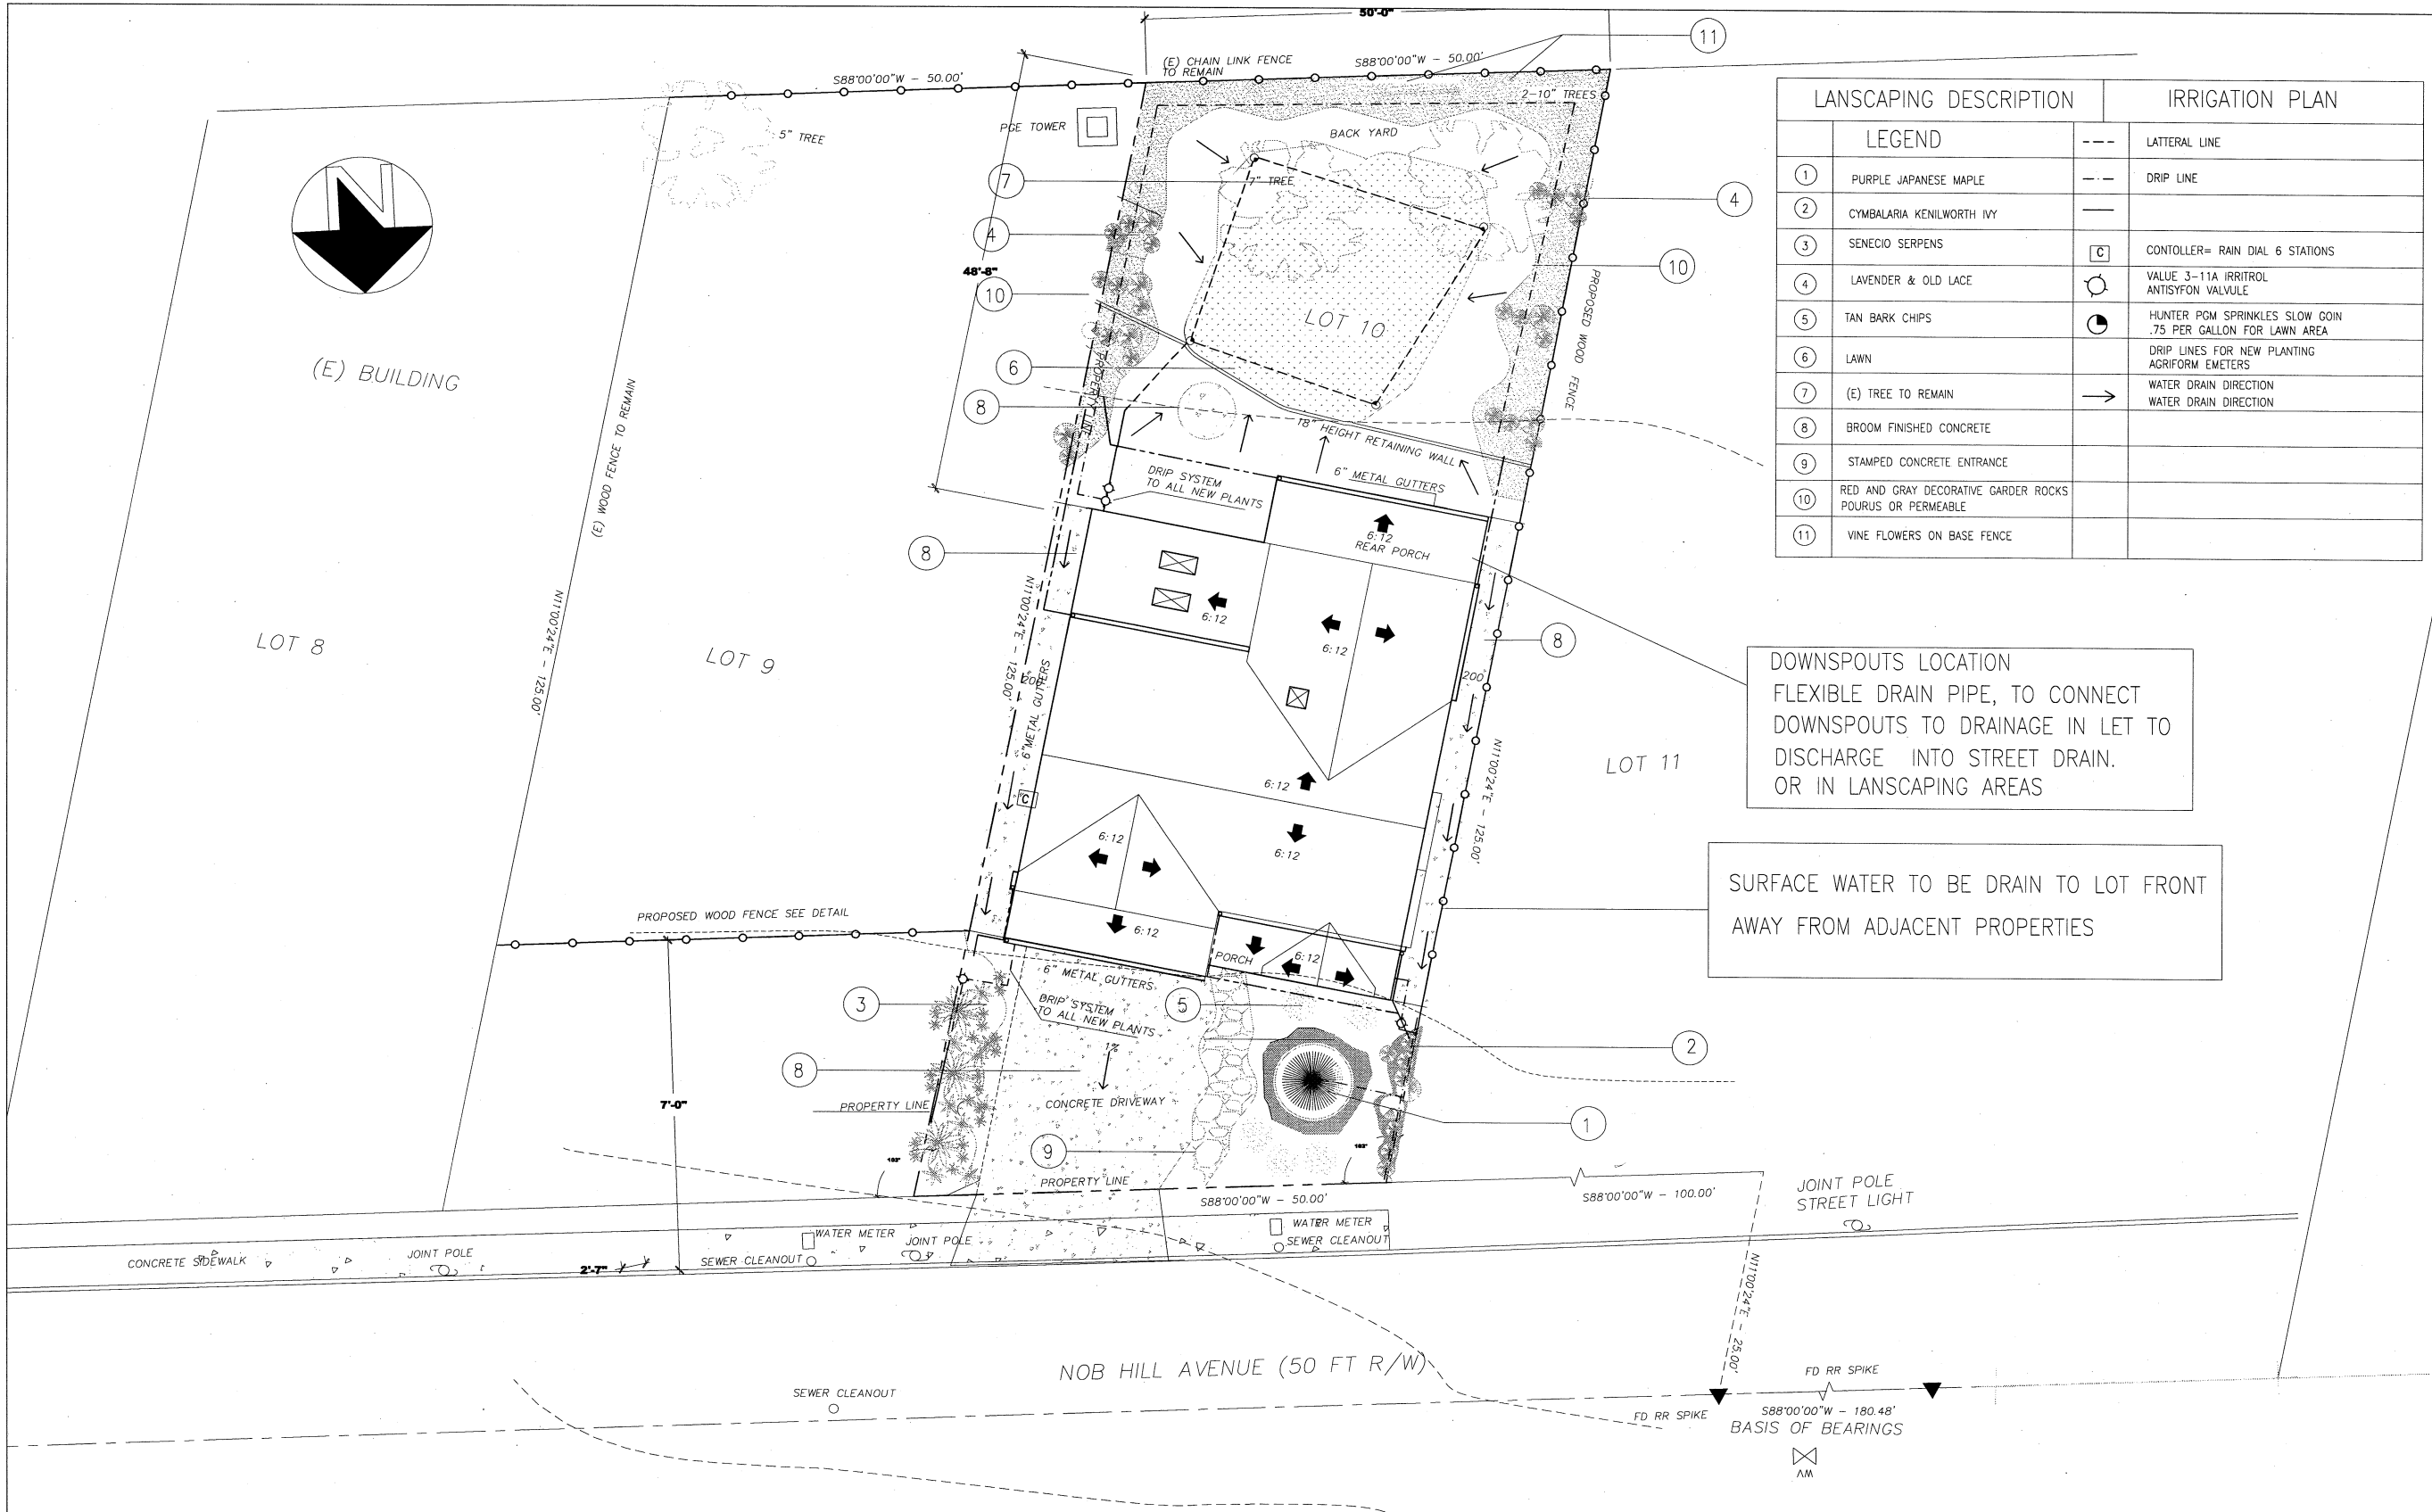 50'-0"
(E) CHAIN LINK FENCE
TO REMAIN
S88°00'00"W - 50.00'
S88°00'00"W - 50.00'
11
2-10" TREES
5" TREE
PGE TOWER
BACK YARD
7
7" TREE
4
4
48'-8"
10
10
N
LOT 10
PROPOSED WOOD FENCE
(E) BUILDING
6
PROPERTY LINE
8
(E) WOOD FENCE TO REMAIN
18" HEIGHT RETAINING WALL
DRIP SYSTEM
TO ALL NEW PLANTS
6" METAL GUTTERS
6:12
REAR PORCH
8
6:12
6:12
8
N11°00'24"E - 125.00'
N11°00'24"E - 125.00'
LOT 8
LOT 9
200'
6" METAL GUTTERS
200'
LOT 11
N11°00'24"E - 125.00'
C
6:12
6:12
6:12
PROPOSED WOOD FENCE SEE DETAIL
6:12
PORCH
6:12
6" METAL GUTTERS
3
DRIP SYSTEM
TO ALL NEW PLANTS
5
1%
2
8
7'-0"
PROPERTY LINE
CONCRETE DRIVEWAY
1
9
102°
102°
PROPERTY LINE
S88°00'00"W - 50.00'
S88°00'00"W - 100.00'
JOINT POLE
STREET LIGHT
CONCRETE SIDEWALK
JOINT POLE
2'-7"
WATER METER
SEWER CLEANOUT
JOINT POLE
WATER METER
SEWER CLEANOUT
N11°00'24"E - 25.00'
NOB HILL AVENUE (50 FT R/W)
SEWER CLEANOUT
FD RR SPIKE
FD RR SPIKE
S88°00'00"W - 180.48'
BASIS OF BEARINGS
WV
LANSCAPING DESCRIPTION IRRIGATION PLAN
LEGEND LATTERAL LINE
1 PURPLE JAPANESE MAPLE DRIP LINE
2 CYMBALARIA KENILWORTH IVY
3 SENECIO SERPENS C CONTOLLER= RAIN DIAL 6 STATIONS
4 LAVENDER & OLD LACE VALUE 3-11A IRRITROL
ANTISYFON VALVULE
5 TAN BARK CHIPS HUNTER PGM SPRINKLES SLOW GOIN
.75 PER GALLON FOR LAWN AREA
6 LAWN DRIP LINES FOR NEW PLANTING
AGRIFORM EMETERS
7 (E) TREE TO REMAIN WATER DRAIN DIRECTION
WATER DRAIN DIRECTION
8 BROOM FINISHED CONCRETE
9 STAMPED CONCRETE ENTRANCE
10 RED AND GRAY DECORATIVE GARDER ROCKS
POURUS OR PERMEABLE
11 VINE FLOWERS ON BASE FENCE
DOWNSPOUTS LOCATION
FLEXIBLE DRAIN PIPE, TO CONNECT
DOWNSPOUTS TO DRAINAGE IN LET TO
DISCHARGE INTO STREET DRAIN.
OR IN LANSCAPING AREAS
SURFACE WATER TO BE DRAIN TO LOT FRONT
AWAY FROM ADJACENT PROPERTIES